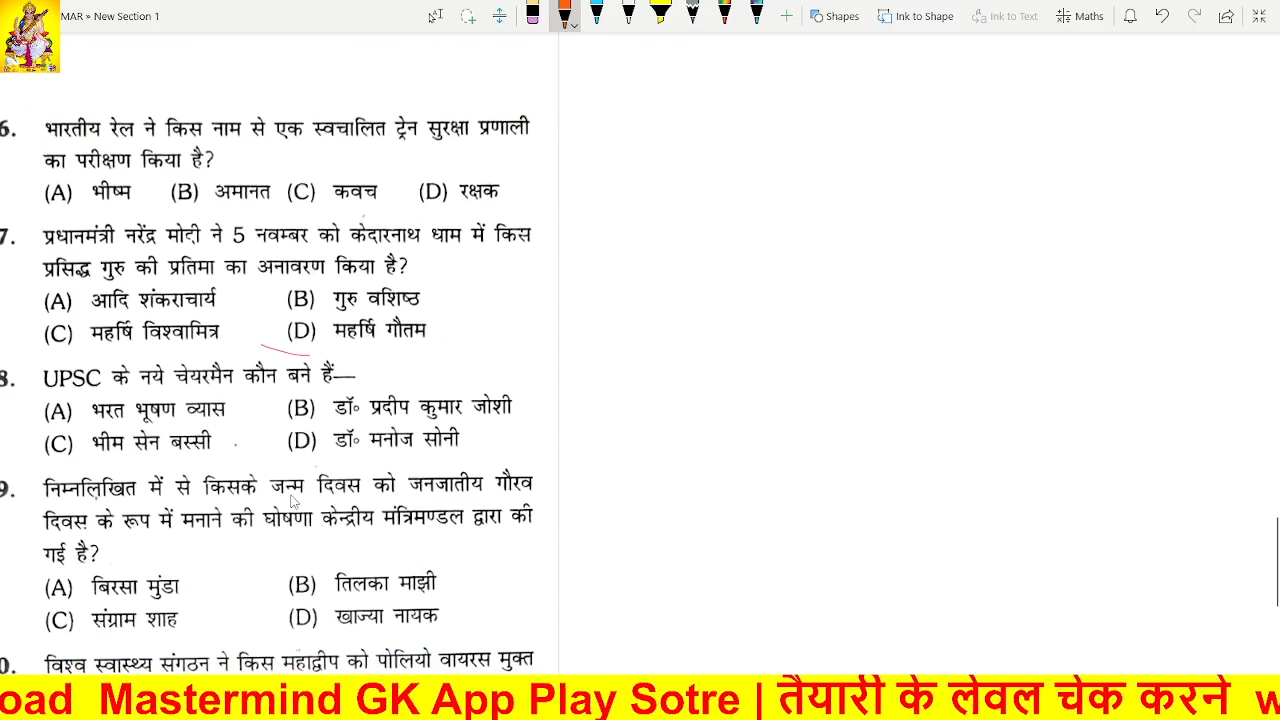 MAR » New Section 1
Shapes
Ink to Shape
Ink to Text
Maths
6. भारतीय रेल ने किस नाम से एक स्वचालित ट्रेन सुरक्षा प्रणाली
का परीक्षण किया है?
(A) भीष्म (B) अमानत (C) कवच (D) रक्षक
7. प्रधानमंत्री नरेंद्र मोदी ने 5 नवम्बर को केदारनाथ धाम में किस
प्रसिद्ध गुरु की प्रतिमा का अनावरण किया है?
(A) आदि शंकराचार्य (B) गुरु वशिष्ठ
(C) महर्षि विश्वामित्र (D) महर्षि गौतम
8. UPSC के नये चेयरमैन कौन बने हैं—
(A) भरत भूषण व्यास (B) डॉ॰ प्रदीप कुमार जोशी
(C) भीम सेन बस्सी (D) डॉ॰ मनोज सोनी
9. निम्नलिखित में से किसके जन्म दिवस को जनजातीय गौरव
दिवस के रूप में मनाने की घोषणा केन्द्रीय मंत्रिमण्डल द्वारा की
गई है?
(A) बिरसा मुंडा (B) तिलका माझी
(C) संग्राम शाह (D) खाज्या नायक
0. विश्व स्वास्थ्य संगठन ने किस महाद्वीप को पोलियो वायरस मुक्त
oad Mastermind GK App Play Sotre | तैयारी के लेवल चेक करने w